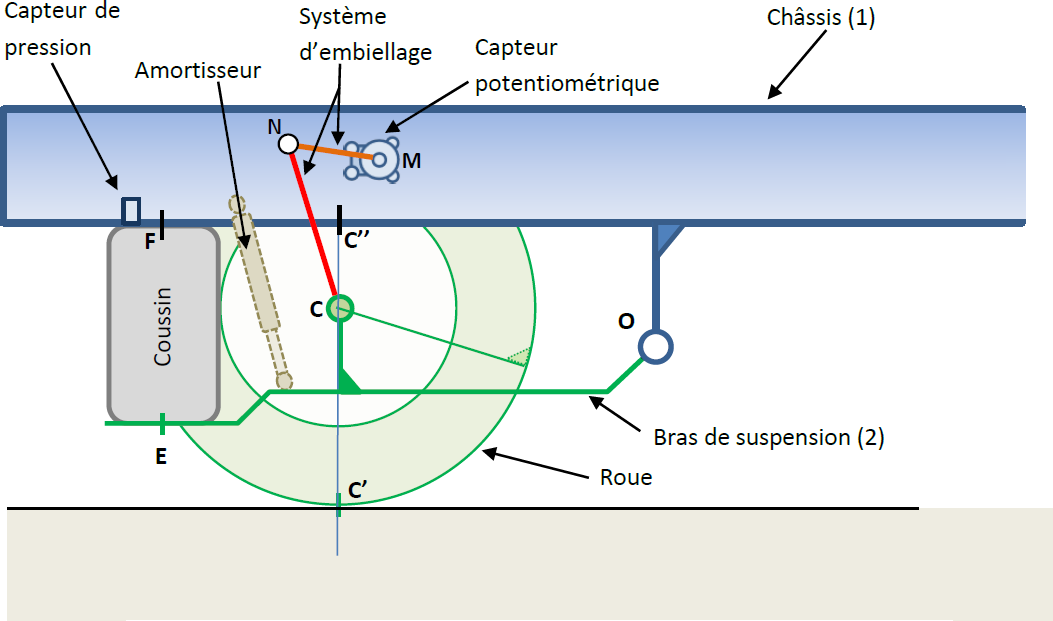 Capteur de
pression
Amortisseur
Système
d’embiellage
Capteur
potentiométrique
Châssis (1)
N
M
F
C’’
C
O
Coussin
E
Bras de suspension (2)
Roue
C’